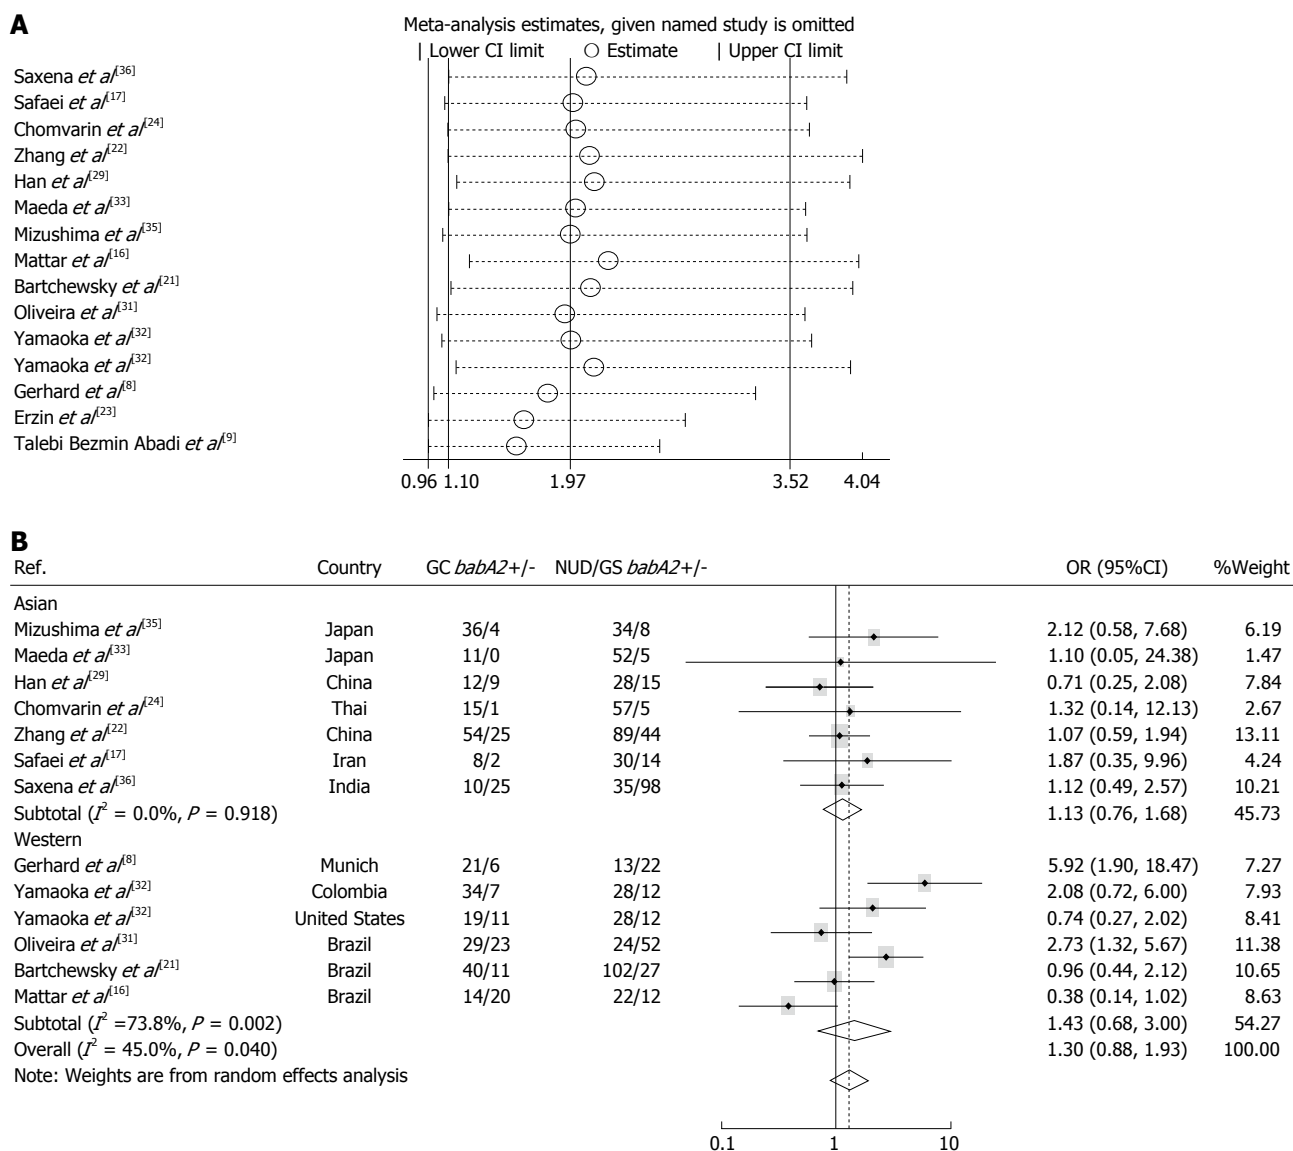 A
Meta-analysis estimates, given named study is omitted
| Lower CI limit ○ Estimate | Upper CI limit
Saxena et al[36]
Safaei et al[17]
Chomvarin et al[24]
Zhang et al[22]
Han et al[29]
Maeda et al[33]
Mizushima et al[35]
Mattar et al[16]
Bartchewsky et al[21]
Oliveira et al[31]
Yamaoka et al[32]
Yamaoka et al[32]
Gerhard et al[8]
Erzin et al[23]
Talebi Bezmin Abadi et al[9]
0.96 1.10 1.97 3.52 4.04
B
Ref. Country GC babA2+/- NUD/GS babA2+/- OR (95%CI) %Weight
Asian
Mizushima et al[35] Japan 36/4 34/8 2.12 (0.58, 7.68) 6.19
Maeda et al[33] Japan 11/0 52/5 1.10 (0.05, 24.38) 1.47
Han et al[29] China 12/9 28/15 0.71 (0.25, 2.08) 7.84
Chomvarin et al[24] Thai 15/1 57/5 1.32 (0.14, 12.13) 2.67
Zhang et al[22] China 54/25 89/44 1.07 (0.59, 1.94) 13.11
Safaei et al[17] Iran 8/2 30/14 1.87 (0.35, 9.96) 4.24
Saxena et al[36] India 10/25 35/98 1.12 (0.49, 2.57) 10.21
Subtotal (I² = 0.0%, P = 0.918) 1.13 (0.76, 1.68) 45.73
Western
Gerhard et al[8] Munich 21/6 13/22 5.92 (1.90, 18.47) 7.27
Yamaoka et al[32] Colombia 34/7 28/12 2.08 (0.72, 6.00) 7.93
Yamaoka et al[32] United States 19/11 28/12 0.74 (0.27, 2.02) 8.41
Oliveira et al[31] Brazil 29/23 24/52 2.73 (1.32, 5.67) 11.38
Bartchewsky et al[21] Brazil 40/11 102/27 0.96 (0.44, 2.12) 10.65
Mattar et al[16] Brazil 14/20 22/12 0.38 (0.14, 1.02) 8.63
Subtotal (I² =73.8%, P = 0.002) 1.43 (0.68, 3.00) 54.27
Overall (I² = 45.0%, P = 0.040) 1.30 (0.88, 1.93) 100.00
Note: Weights are from random effects analysis
0.1 1 10